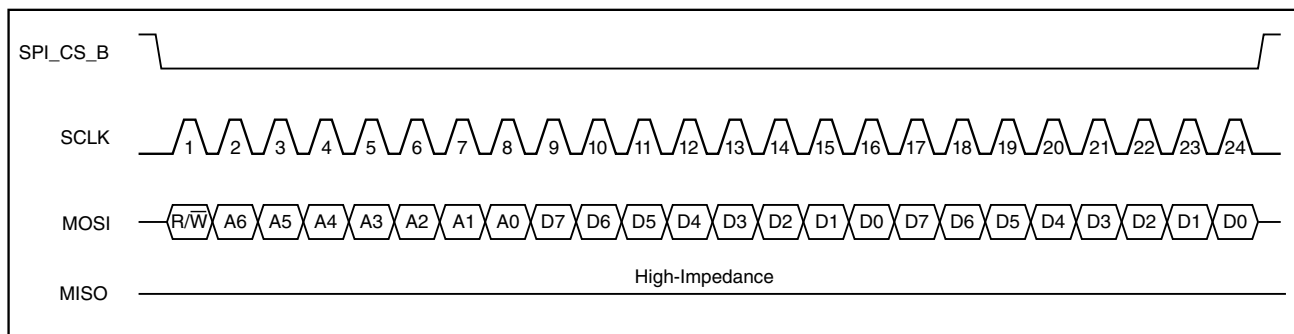 SPI_CS_B
SCLK
1 2 3 4 5 6 7 8 9 10 11 12 13 14 15 16 17 18 19 20 21 22 23 24
MOSI
R/W̅ A6 A5 A4 A3 A2 A1 A0 D7 D6 D5 D4 D3 D2 D1 D0 D7 D6 D5 D4 D3 D2 D1 D0
High-Impedance
MISO